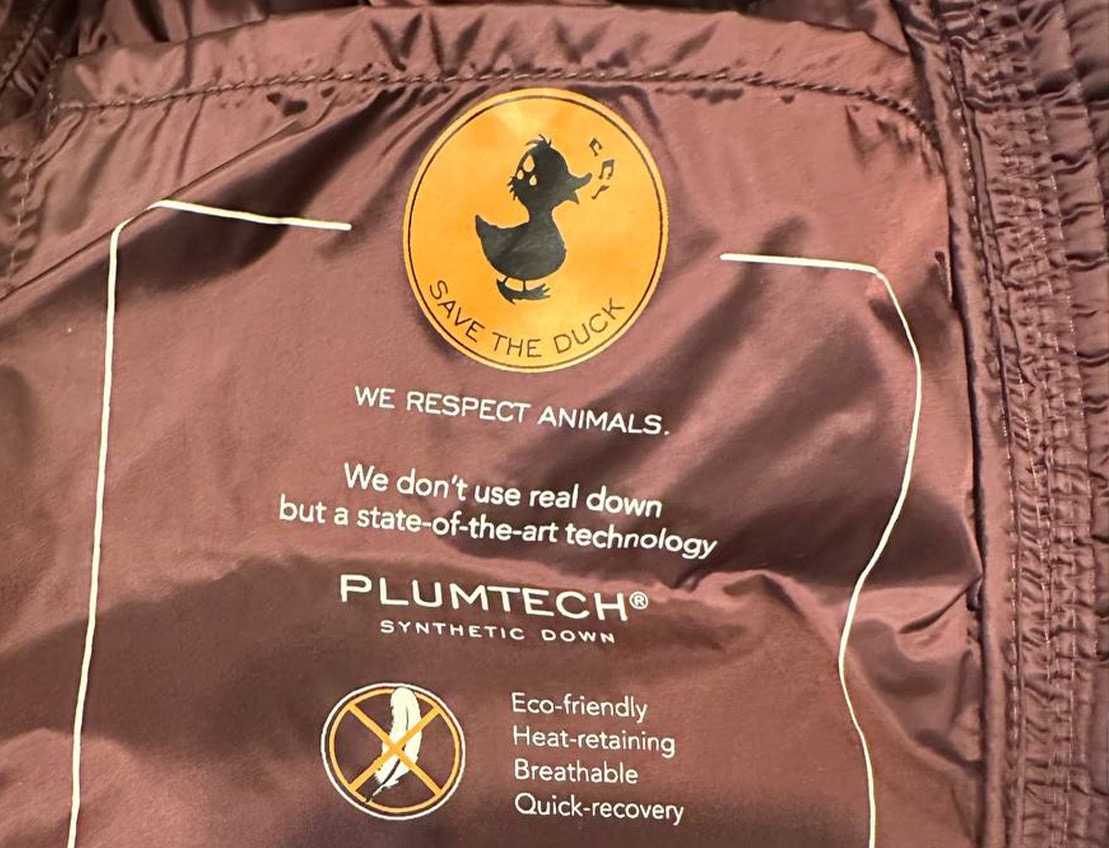 SAVE THE DUCK
WE RESPECT ANIMALS.
We don't use real down
but a state-of-the-art technology
PLUMTECH®
SYNTHETIC DOWN
Eco-friendly
Heat-retaining
Breathable
Quick-recovery